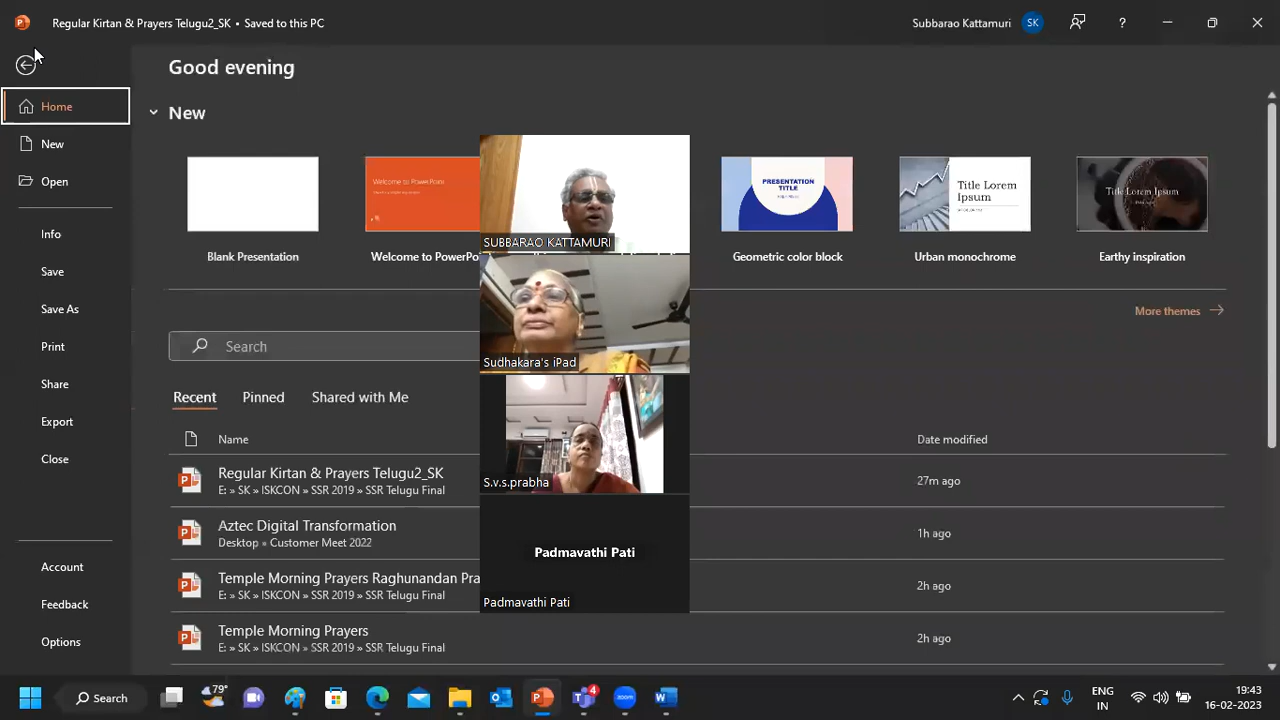 Regular Kirtan & Prayers Telugu2_SK • Saved to this PC
Subbarao Kattamuri SK ?
Good evening
Home
New
Open
Info
Save
Save As
Print
Share
Export
Close
Account
Feedback
Options
New
Welcome to PowerPoint
PRESENTATION TITLE
Title Lorem Ipsum
Title Lorem Ipsum
Blank Presentation
Welcome to PowerP
Geometric color block
Urban monochrome
Earthy inspiration
More themes
Search
Recent Pinned Shared with Me
Name Date modified
Regular Kirtan & Prayers Telugu2_SK
E: » SK » ISKCON » SSR 2019 » SSR Telugu Final
27m ago
Aztec Digital Transformation
Desktop » Customer Meet 2022
1h ago
Temple Morning Prayers Raghunandan Pra
E: » SK » ISKCON » SSR 2019 » SSR Telugu Final
2h ago
Temple Morning Prayers
E: » SK » ISKCON » SSR 2019 » SSR Telugu Final
2h ago
SUBBARAO KATTAMURI
Sudhakara's iPad
S.v.s.prabha
Padmavathi Pati
Padmavathi Pati
Search
79°
4
zoom
ENG
IN
19:43
16-02-2023